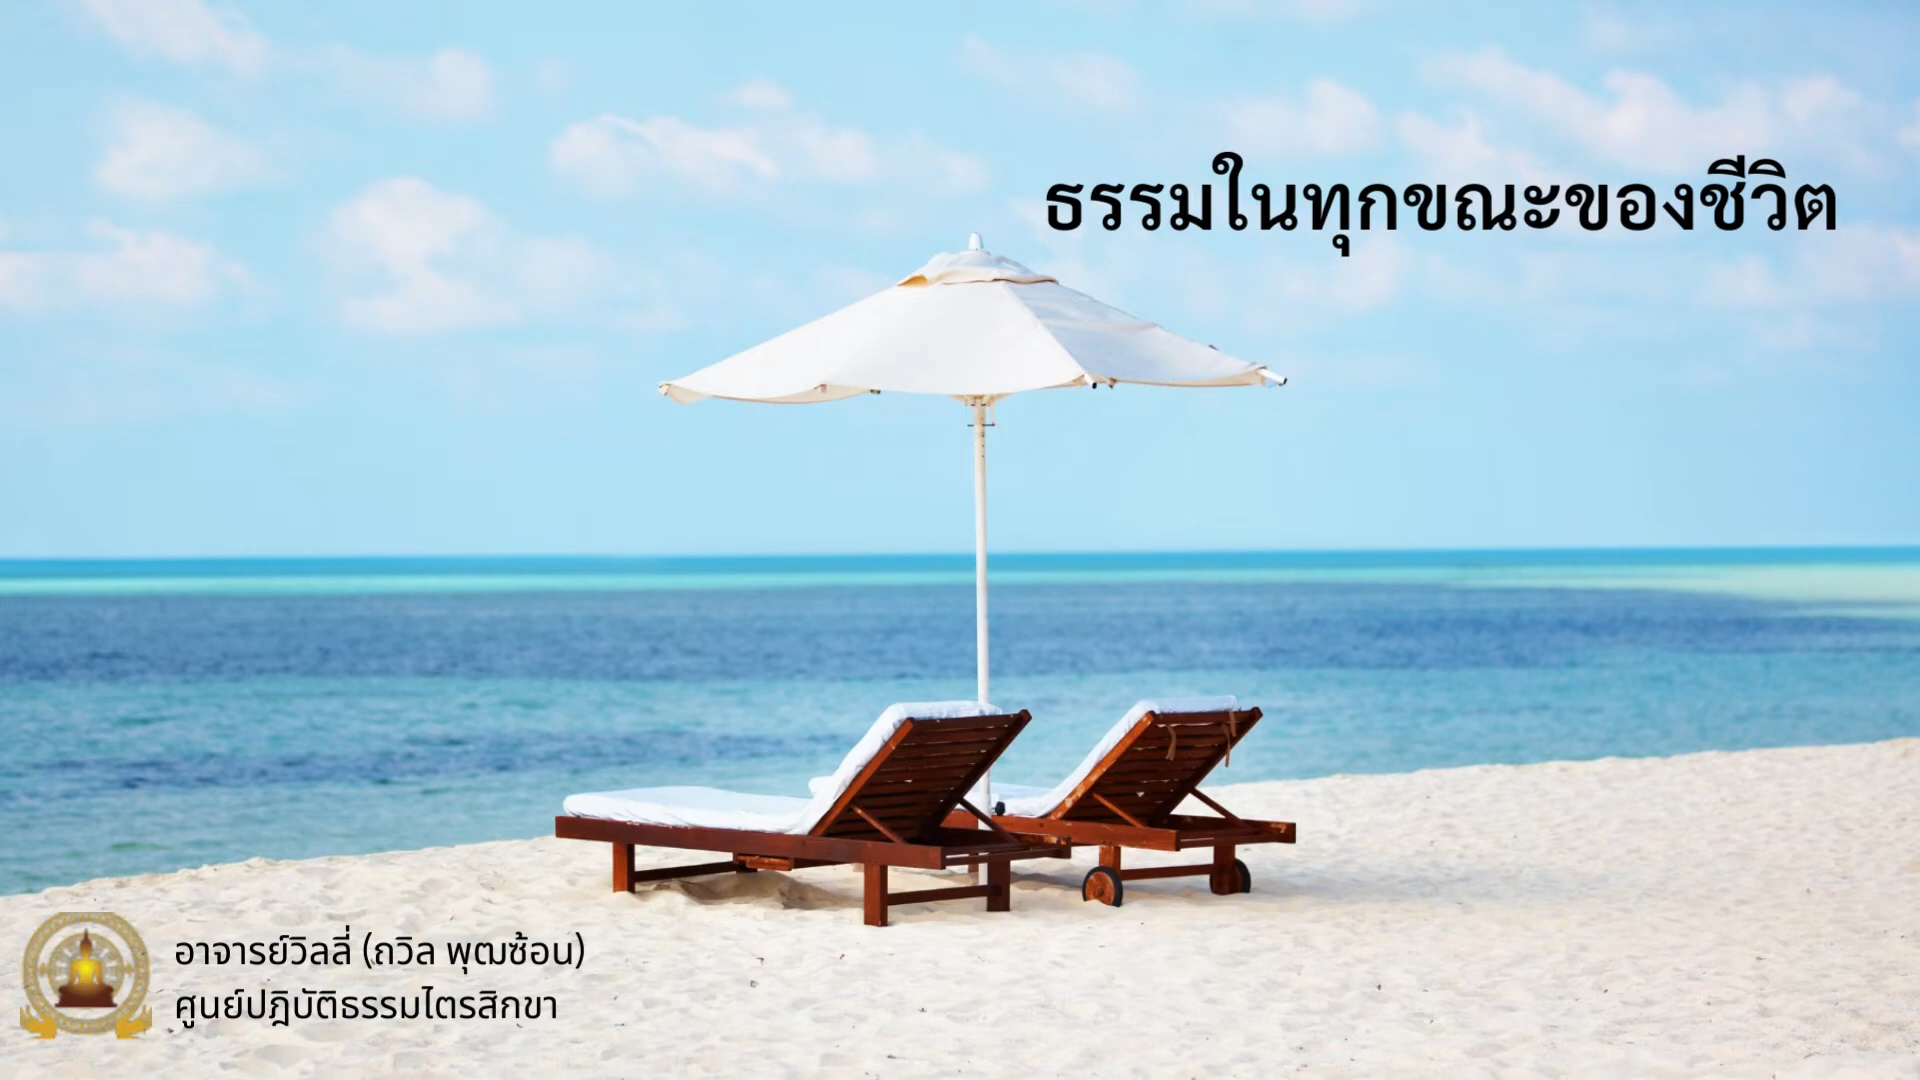 ธรรมในทุกขณะของชีวิต
อาจารย์วิลลี่ (ถวิล พุฒซ้อน)
ศูนย์ปฎิบัติธรรมไตรสิกขา